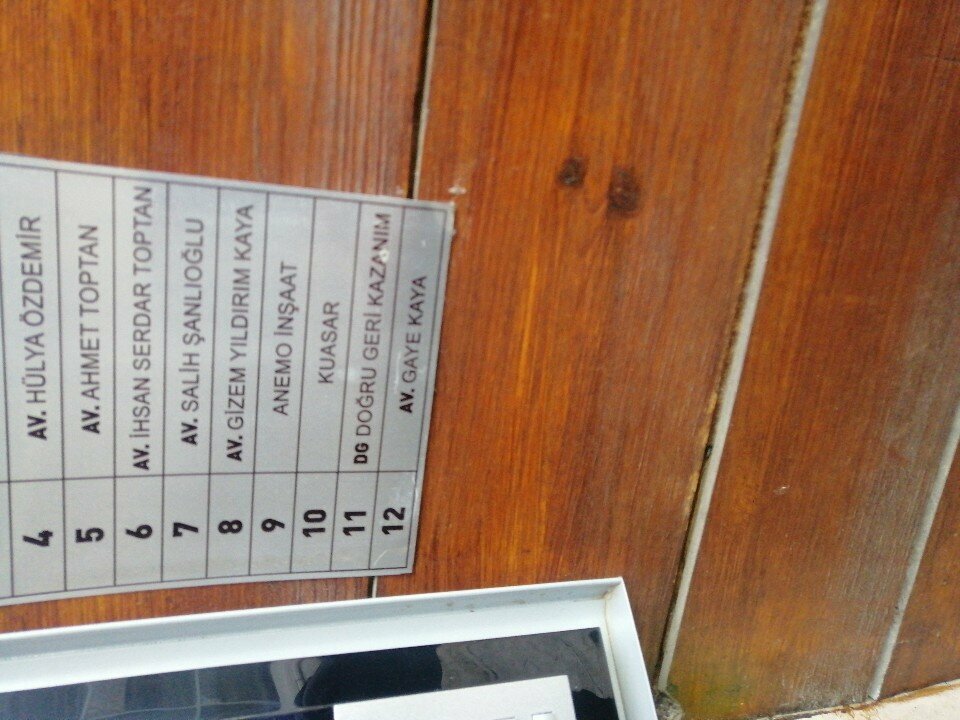 4 AV. HÜLYA ÖZDEMİR
5 AV. AHMET TOPTAN
6 AV. İHSAN SERDAR TOPTAN
7 AV. SALİH ŞANLIOĞLU
8 AV. GİZEM YILDIRIM KAYA
9 ANEMO İNŞAAT
10 KUASAR
11 DG DOĞRU GERİ KAZANIM
12 AV. GAYE KAYA